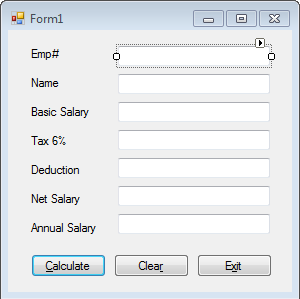 Form1
Emp#
Name
Basic Salary
Tax 6%
Deduction
Net Salary
Annual Salary
Calculate Clear Exit